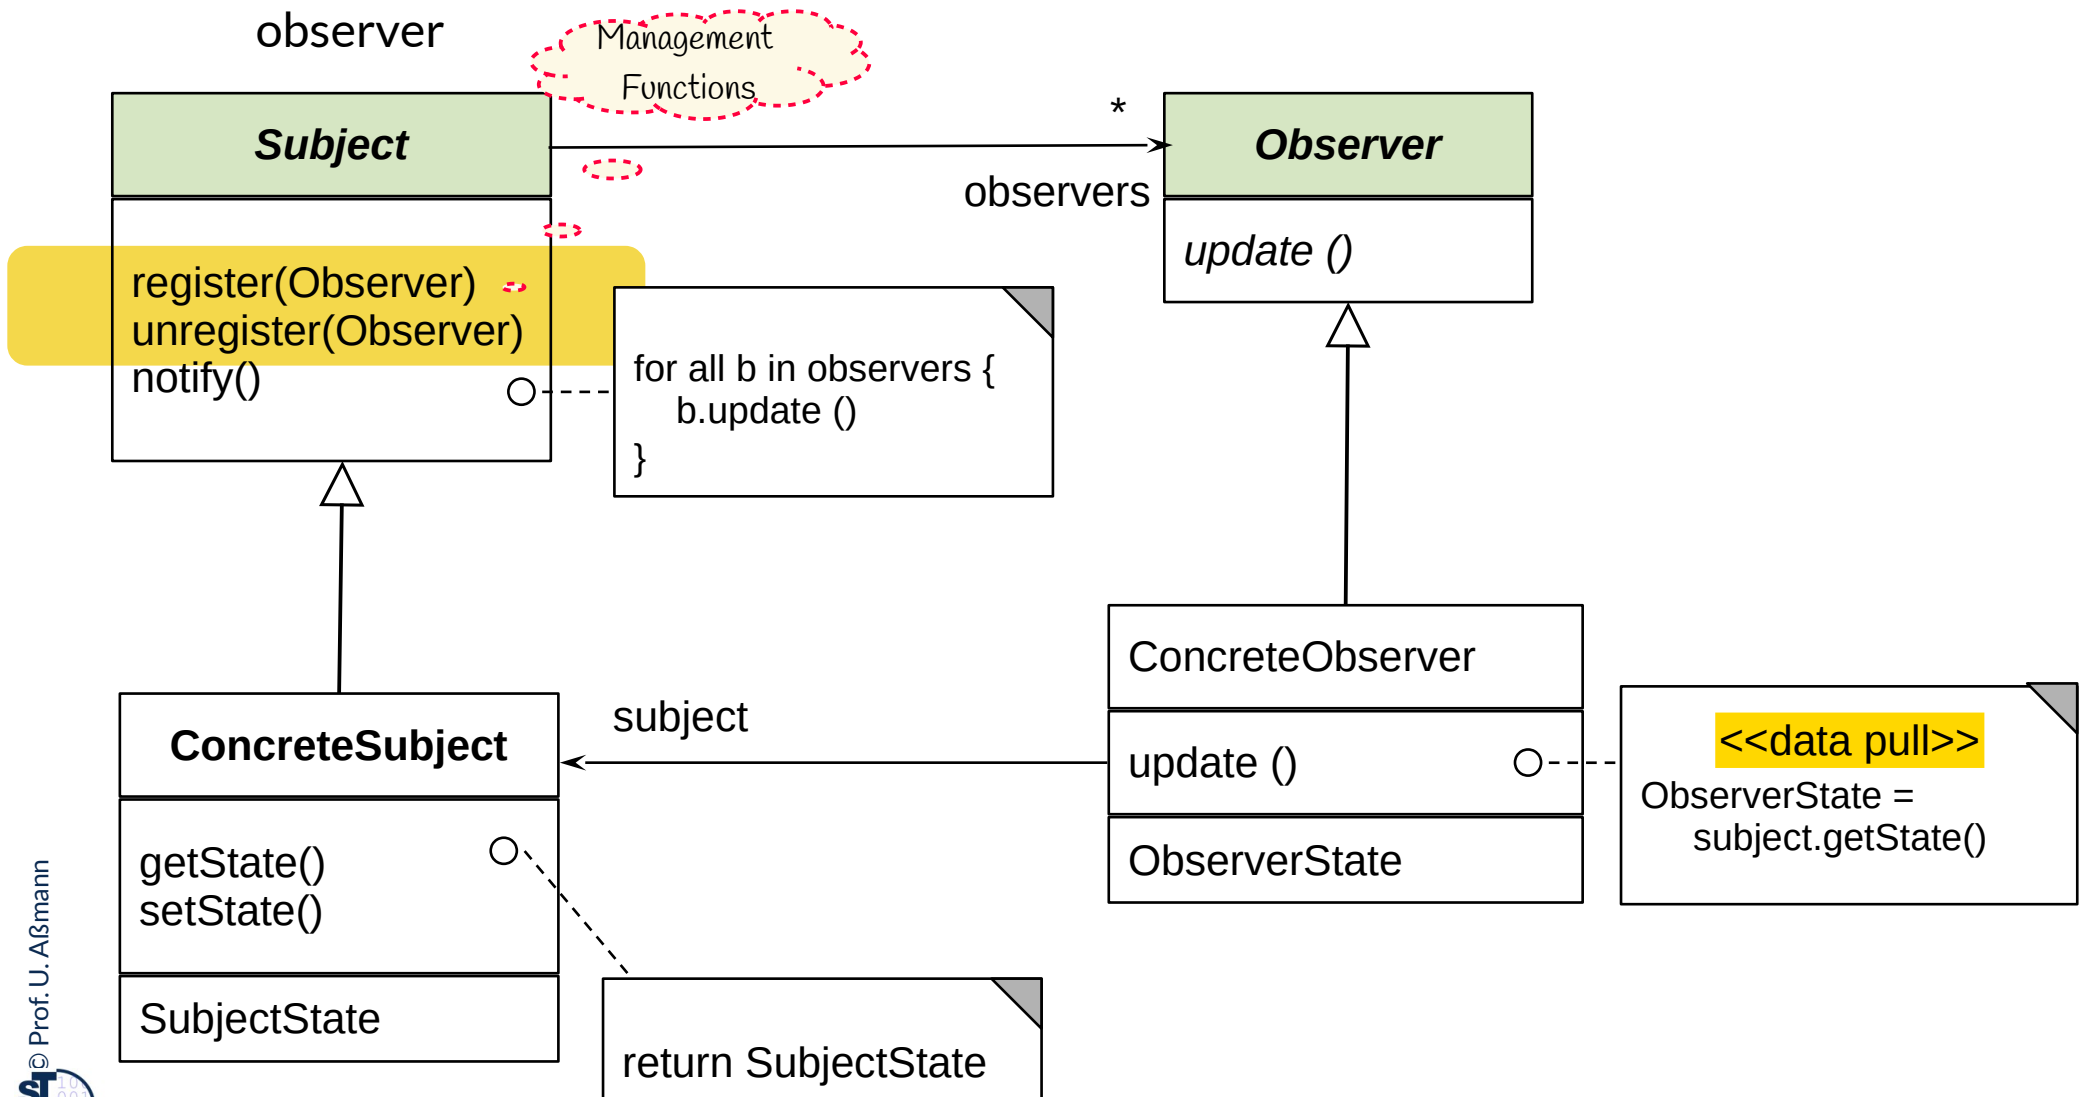 observer
Management
Functions
Subject
*
Observer
observers
update ()
register(Observer)
unregister(Observer)
notify()
for all b in observers {
b.update ()
}
ConcreteObserver
ConcreteSubject
subject
update ()
<<data pull>>
ObserverState =
subject.getState()
getState()
setState()
ObserverState
SubjectState
return SubjectState
© Prof. U. Aßmann
ST